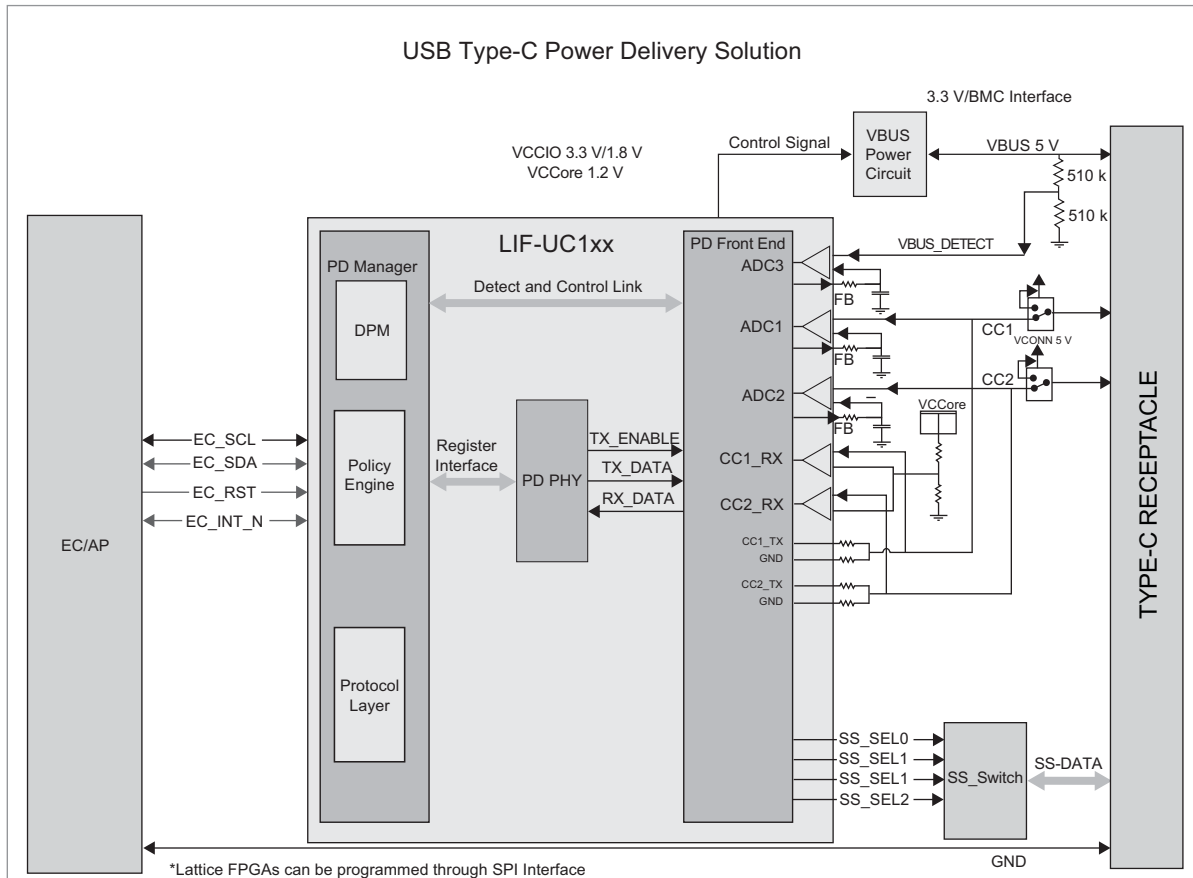 USB Type-C Power Delivery Solution
3.3 V/BMC Interface
VCCIO 3.3 V/1.8 V
VCCore 1.2 V
Control Signal
VBUS
Power
Circuit
VBUS 5 V
510 k
510 k
LIF-UC1xx
PD Manager
DPM
Policy
Engine
Protocol
Layer
Detect and Control Link
Register
Interface
PD PHY
TX_ENABLE
TX_DATA
RX_DATA
PD Front End
ADC3
ADC1
ADC2
CC1_RX
CC2_RX
CC1_TX
GND
CC2_TX
GND
VBUS_DETECT
FB
CC1
VCONN 5 V
FB
CC2
VCCore
FB
EC/AP
EC_SCL
EC_SDA
EC_RST
EC_INT_N
SS_SEL0
SS_SEL1
SS_SEL1
SS_SEL2
SS_Switch
SS-DATA
TYPE-C RECEPTACLE
GND
*Lattice FPGAs can be programmed through SPI Interface